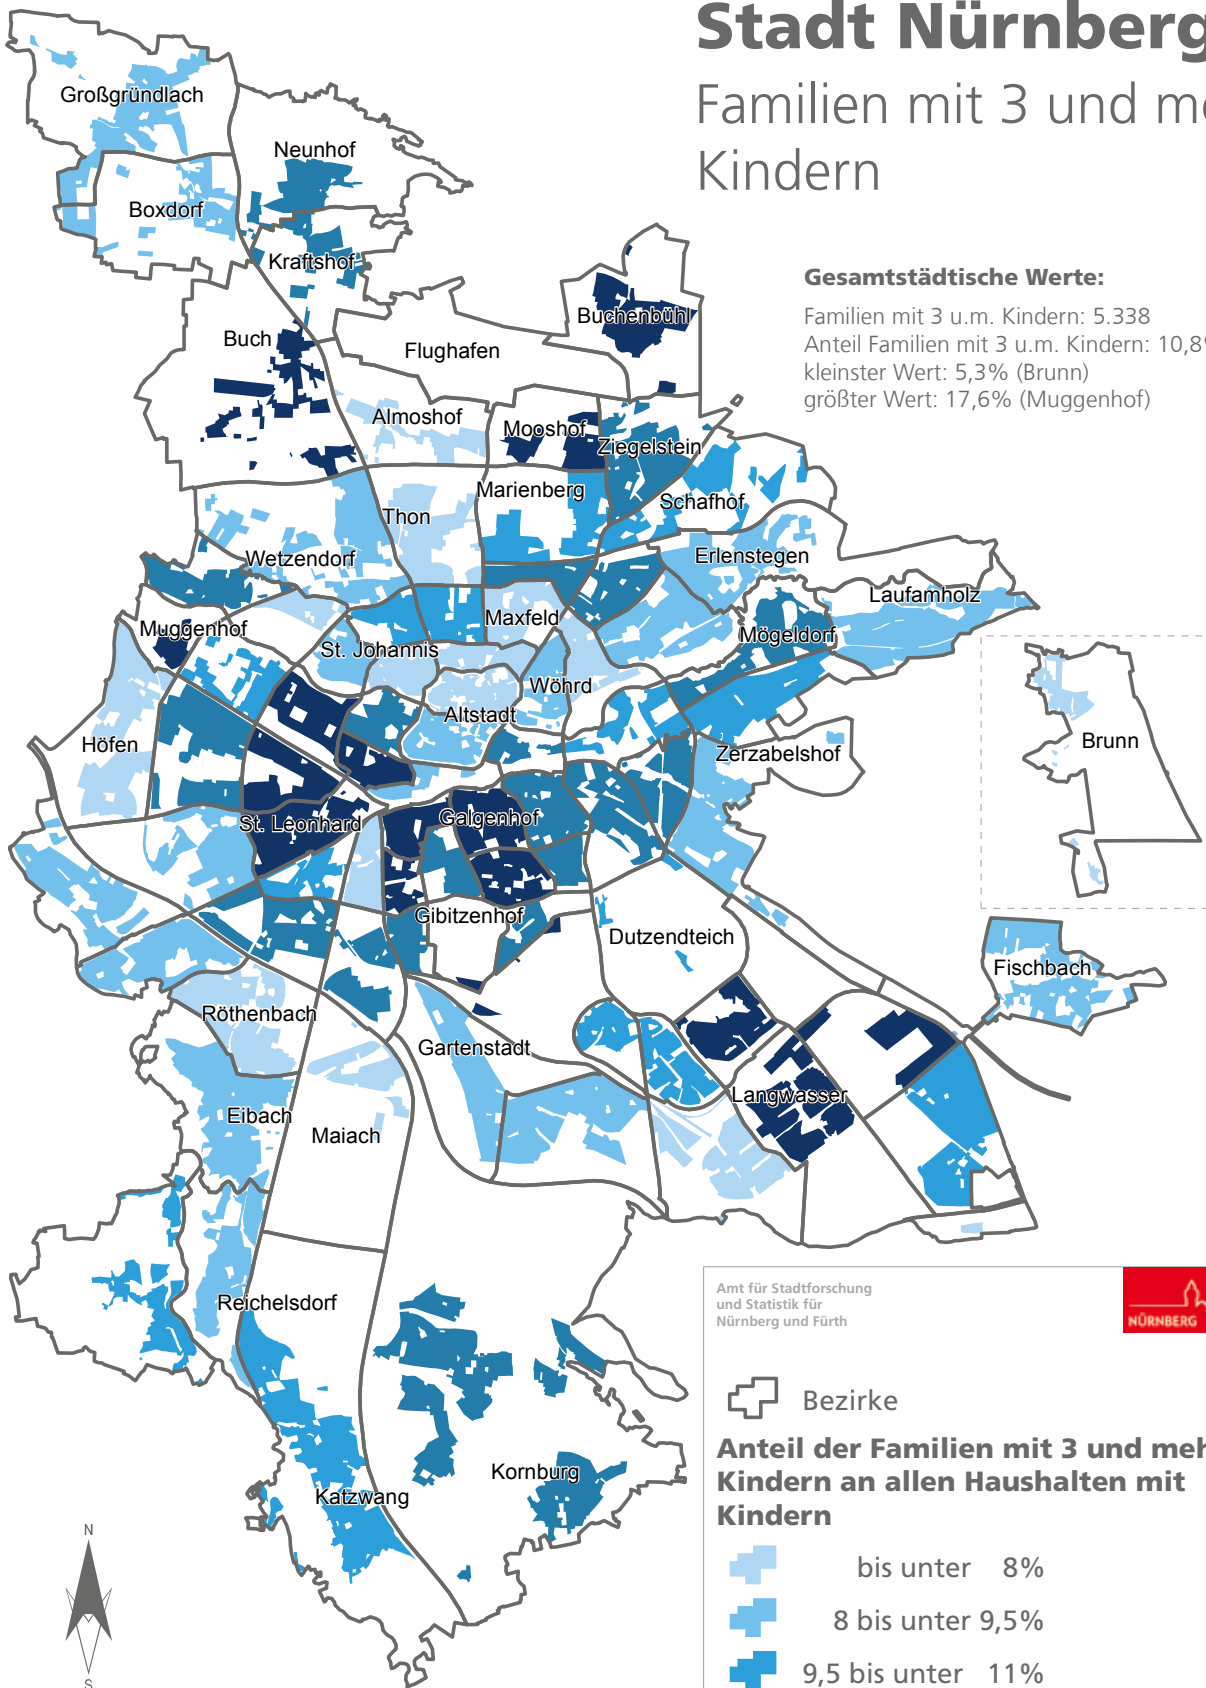 Stadt Nürnberg
Familien mit 3 und me
Kindern
Gesamtstädtische Werte:
Familien mit 3 u.m. Kindern: 5.338
Anteil Familien mit 3 u.m. Kindern: 10,8%
kleinster Wert: 5,3% (Brunn)
größter Wert: 17,6% (Muggenhof)
Großgründlach
Neunhof
Boxdorf
Kraftshof
Buchenbühl
Buch
Flughafen
Almoshof
Mooshof
Ziegelstein
Marienberg
Schafhof
Thon
Wetzendorf
Erlenstegen
Laufamholz
Maxfeld
Muggenhof
Mögeldorf
St. Johannis
Wöhrd
Altstadt
Höfen
Zerzabelshof
Brunn
St. Leonhard
Galgenhof
Gibitzenhof
Dutzendteich
Fischbach
Röthenbach
Gartenstadt
Langwasser
Eibach
Maiach
Reichelsdorf
Kornburg
Katzwang
N
S
Amt für Stadtforschung
und Statistik für
Nürnberg und Fürth
NÜRNBERG
Bezirke
Anteil der Familien mit 3 und meh
Kindern an allen Haushalten mit
Kindern
bis unter 8%
8 bis unter 9,5%
9,5 bis unter 11%